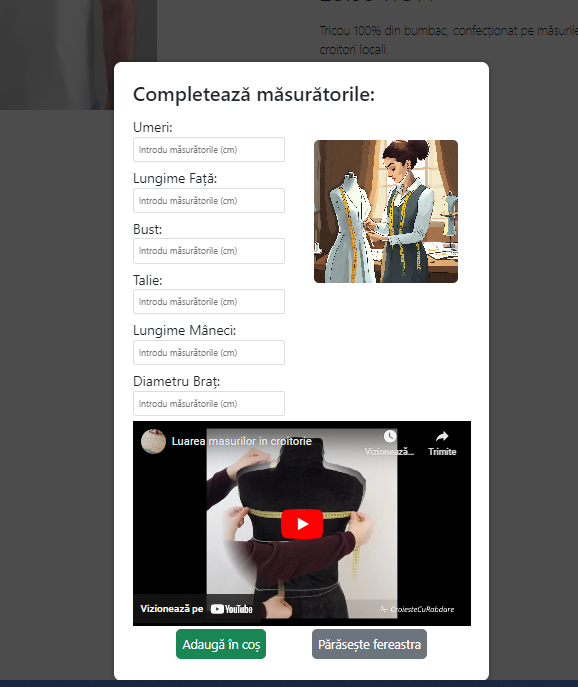 Tricou 100% din bumbac, confecționat pe măsurile
croitori locali.
Completează măsurătorile:
Umeri:
Introdu măsurătorile (cm)
Lungime Față:
Introdu măsurătorile (cm)
Bust:
Introdu măsurătorile (cm)
Talie:
Introdu măsurătorile (cm)
Lungime Mâneci:
Introdu măsurătorile (cm)
Diametru Braț:
Introdu măsurătorile (cm)
Luarea masurilor in croitorie
Vizionează...
Trimite
Vizionează pe YouTube
CroiesteCuRabdare
Adaugă în coș
Părăsește fereastra